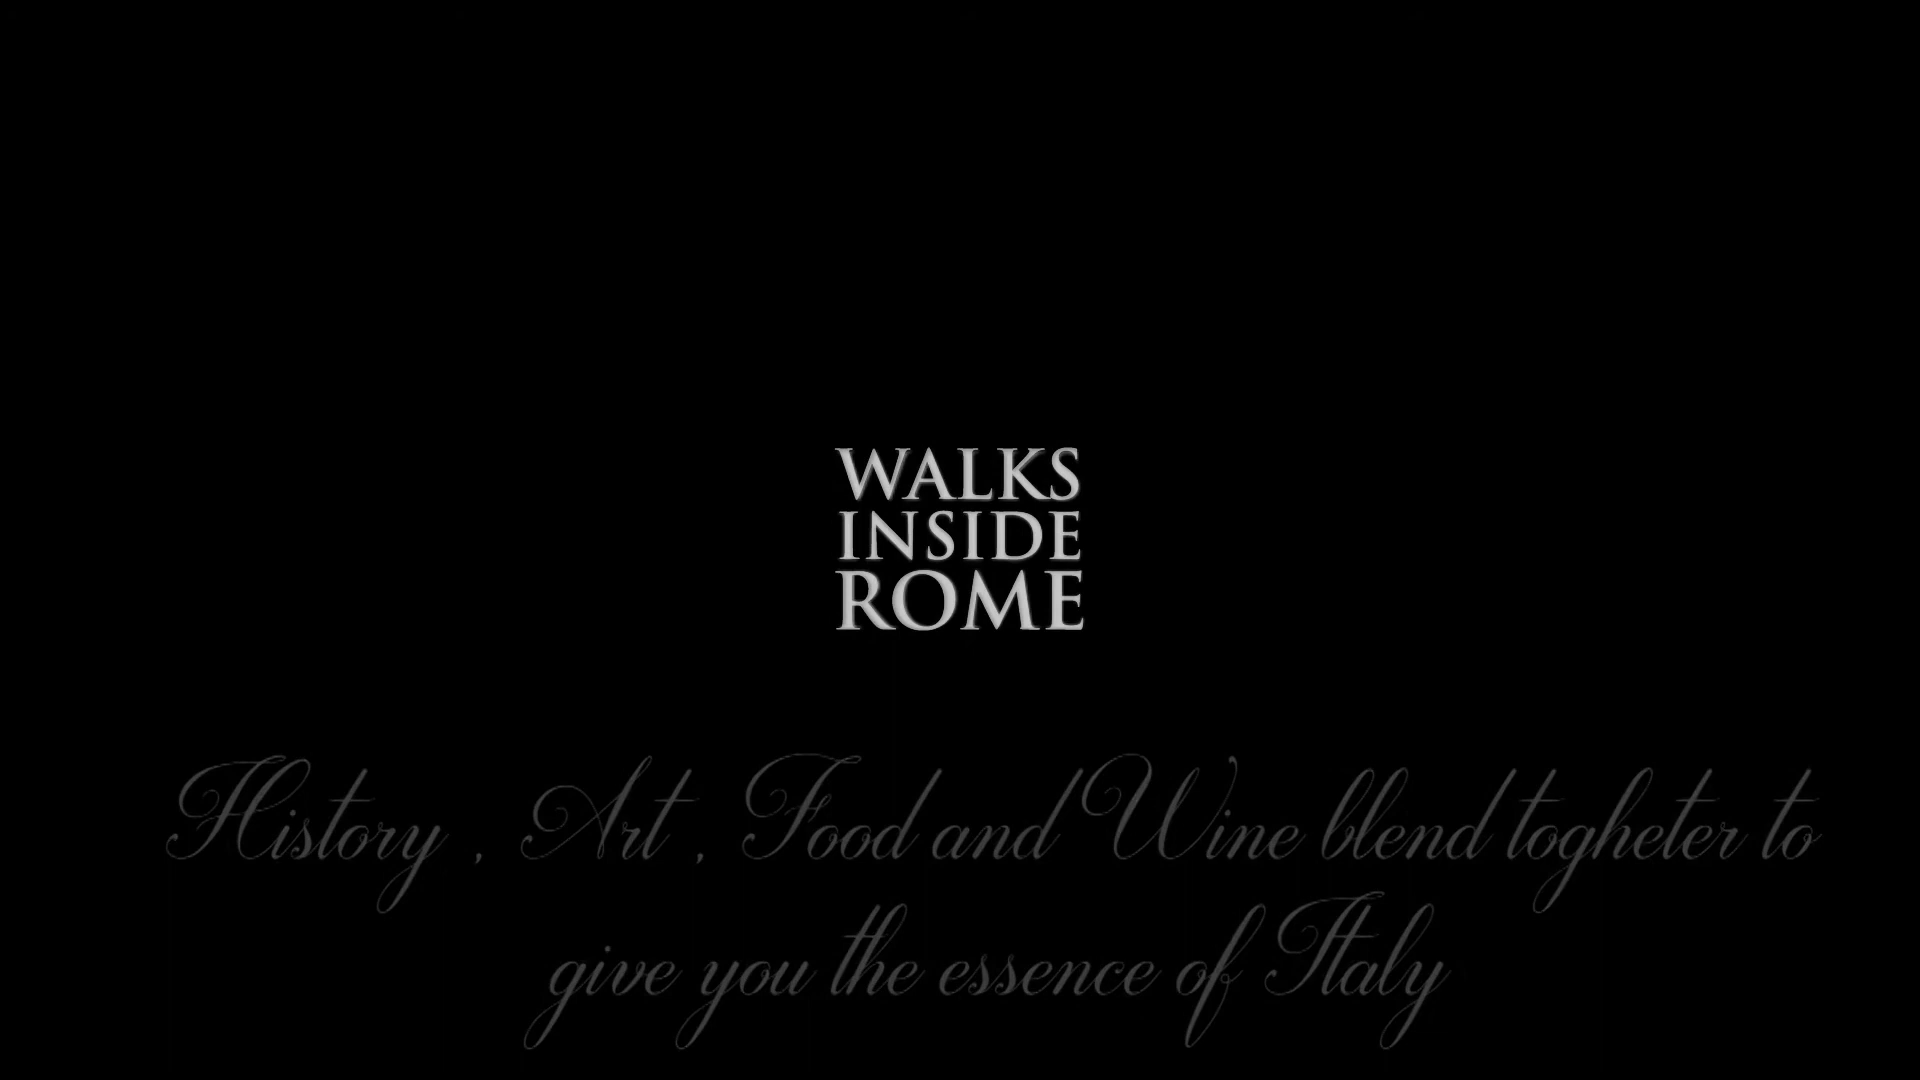 WALKS
INSIDE
ROME
History , Art , Food and Wine blend togheter to
give you the essence of Italy